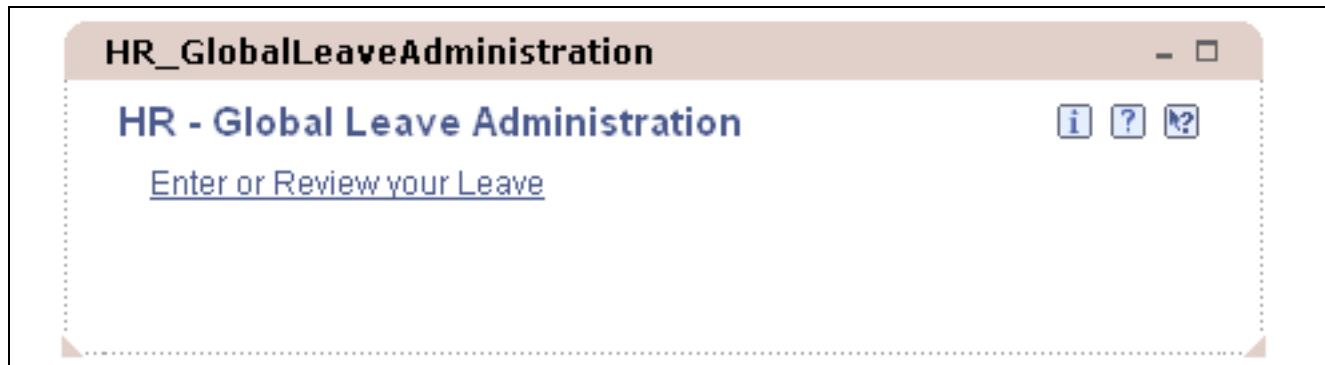 HR_GlobalLeaveAdministration
HR - Global Leave Administration
i ? ?
Enter or Review your Leave